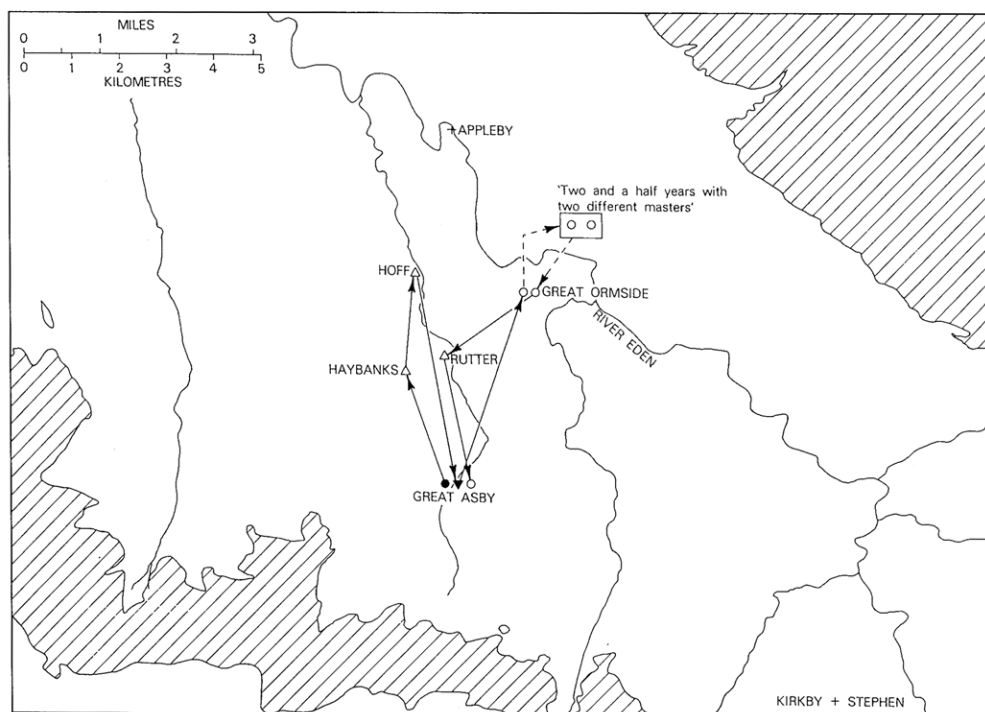 MILES
0 1 2 3
0 1 2 3 4 5
KILOMETRES
+APPLEBY
'Two and a half years with
two different masters'
HOFF
GREAT ORMSIDE
RIVER EDEN
RUTTER
HAYBANKS
GREAT ASBY
KIRKBY + STEPHEN